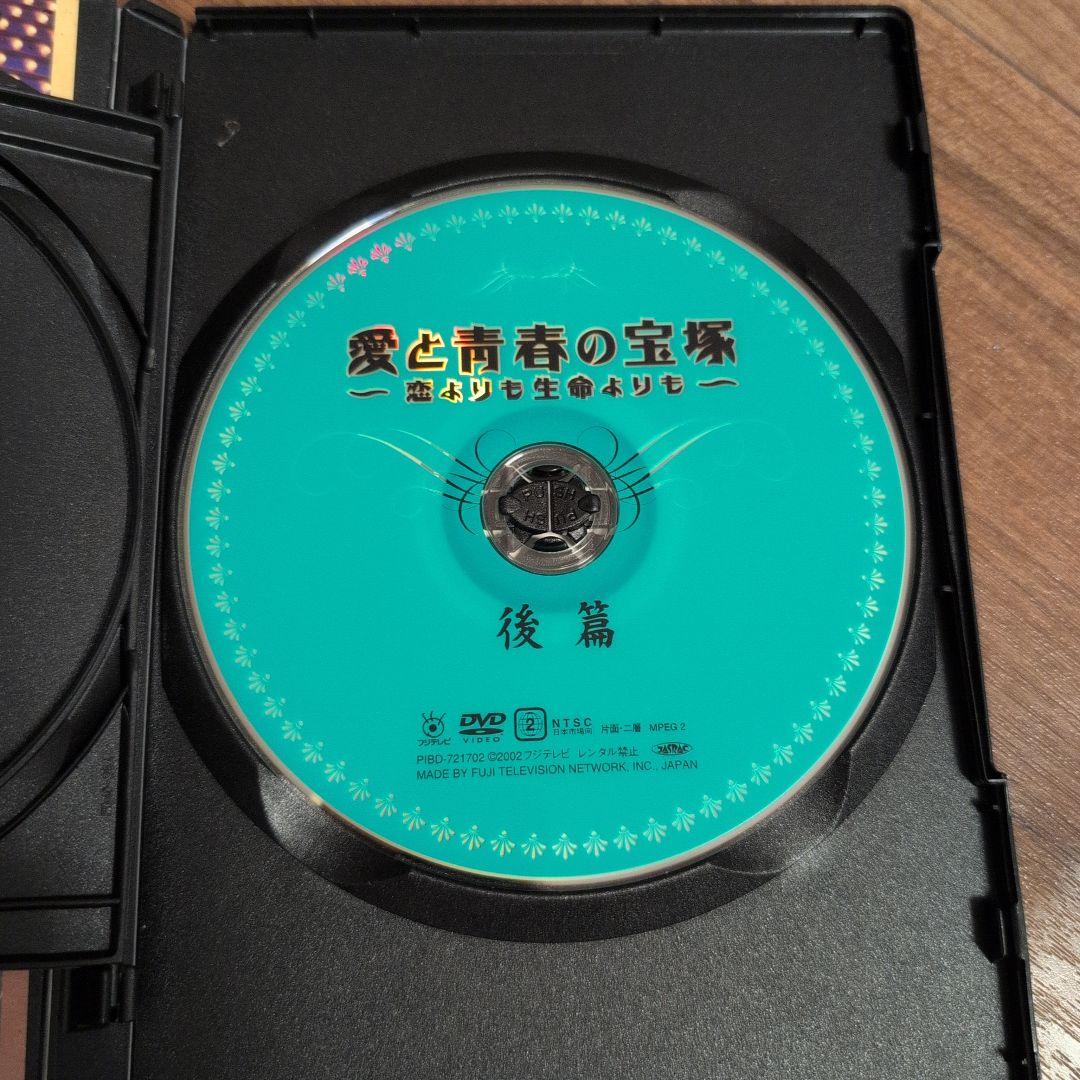 愛と青春の宝塚
～恋よりも生命よりも～
PUSH
PUSH
後篇
フジテレビ
DVD VIDEO
2
NTSC 日本市場向 片面・二層 MPEG 2
JASRAC
PIBD-721702 ©2002フジテレビ レンタル禁止
MADE BY FUJI TELEVISION NETWORK, INC., JAPAN